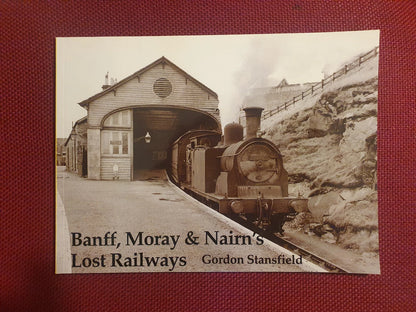 Banff, Moray & Nairn's
Lost Railways Gordon Stansfield